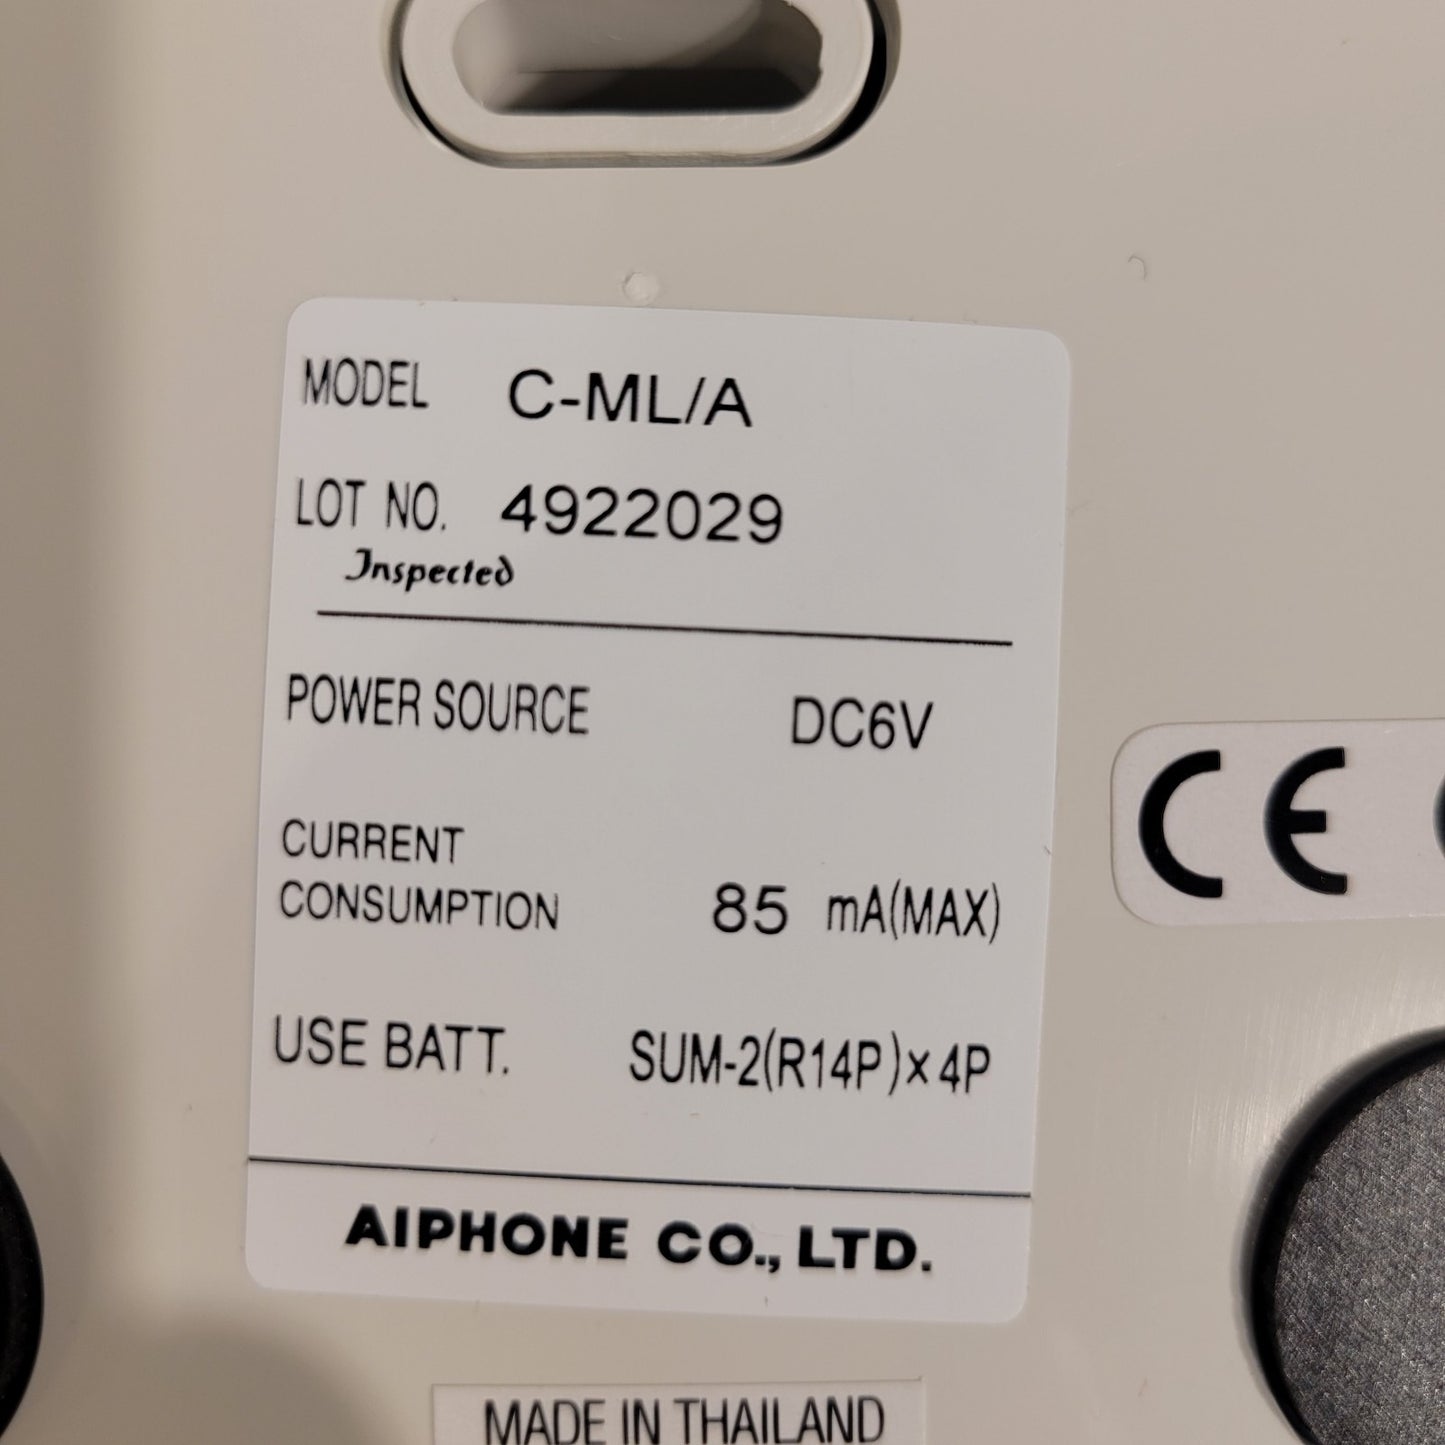 MODEL C-ML/A
LOT NO. 4922029
Inspected
POWER SOURCE DC6V
CURRENT
CONSUMPTION 85 mA(MAX)
USE BATT. SUM-2(R14P)×4P
AIPHONE CO., LTD.
MADE IN THAILAND
CE